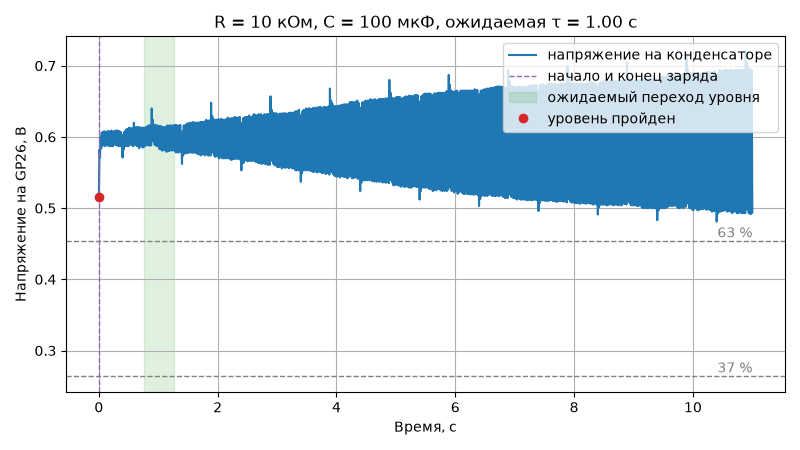 R = 10 кОм, C = 100 мкФ, ожидаемая τ = 1.00 с
напряжение на конденсаторе
начало и конец заряда
ожидаемый переход уровня
уровень пройден
Напряжение на GP26, В
0.7
0.6
0.5
0.4
0.3
63 %
37 %
0 2 4 6 8 10
Время, с